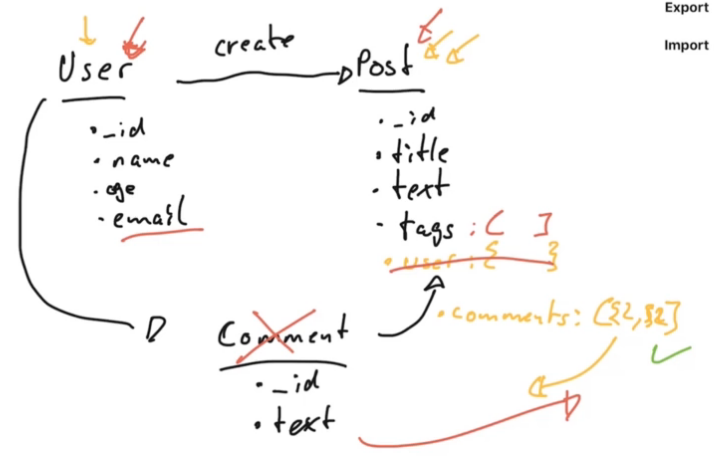 Export
Import
User
create
Post
• _id
• name
• age
• email
• _id
• title
• text
• tags : [ ]
• user : { }
Comment
• _id
• text
• comments: [{},{}]